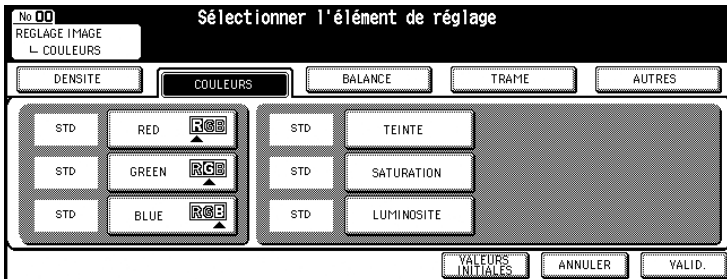 No 00
Sélectionner l'élément de réglage
REGLAGE IMAGE
COULEURS
DENSITE
COULEURS
BALANCE
TRAME
AUTRES
STD
RED
RGB
STD
TEINTE
STD
GREEN
RGB
STD
SATURATION
STD
BLUE
RGB
STD
LUMINOSITE
VALEURS
INITIALES
ANNULER
VALID.